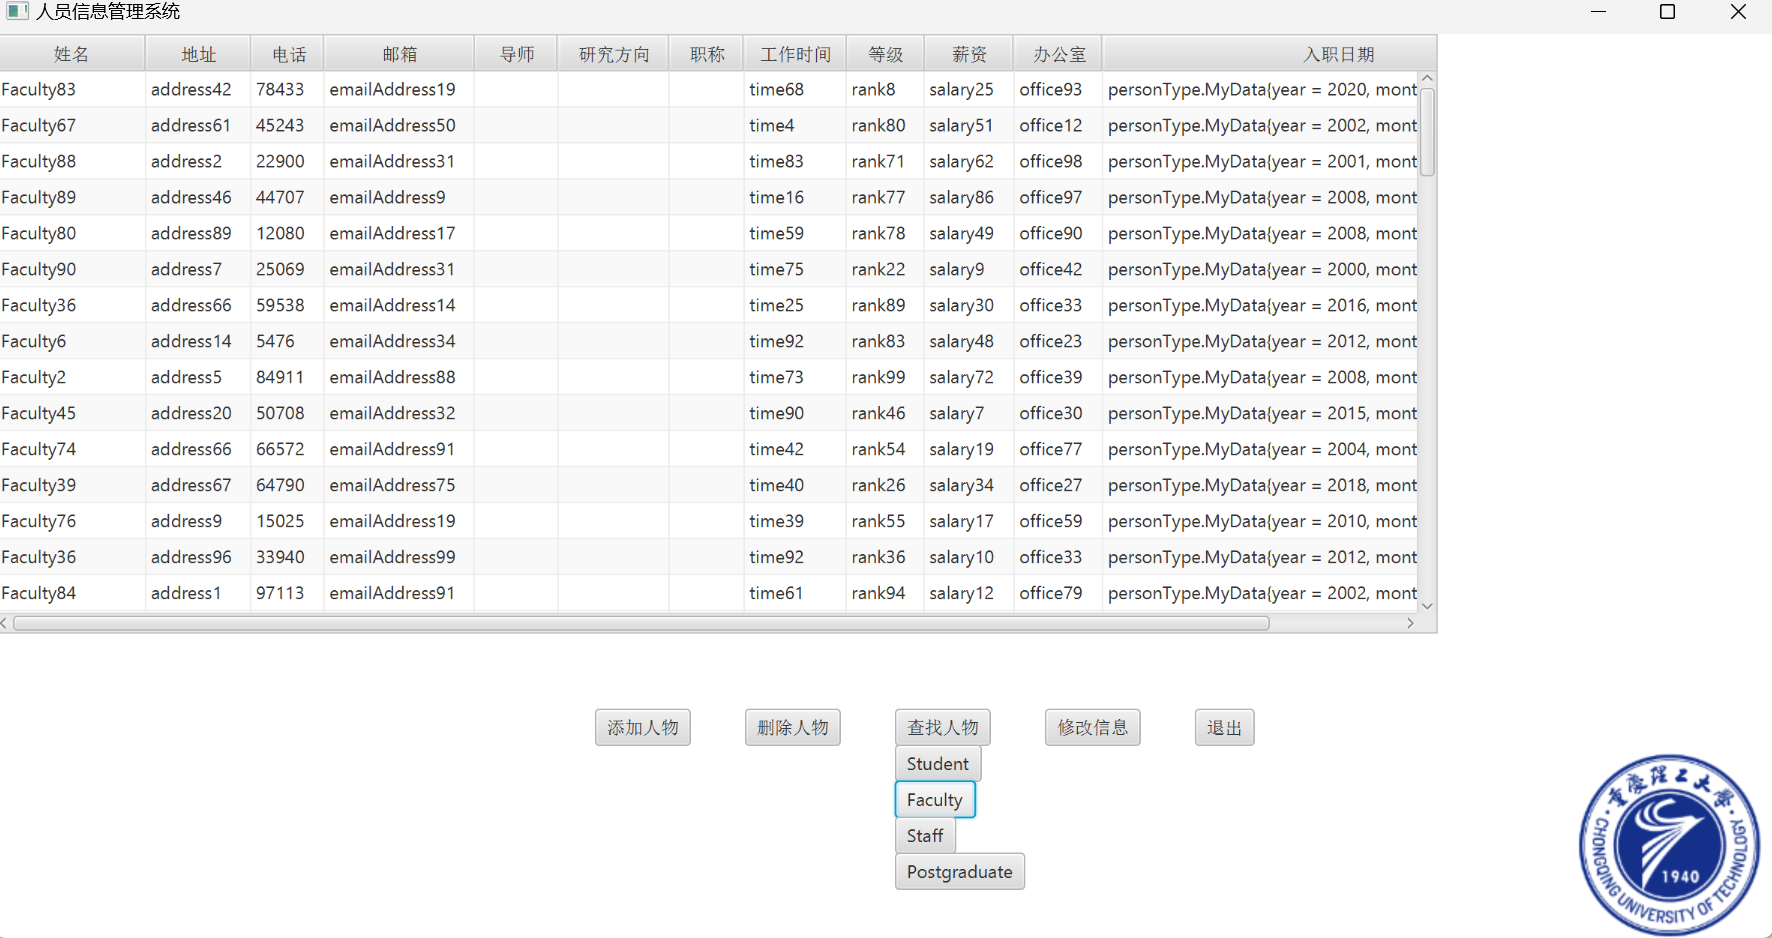 人员信息管理系统
姓名 地址 电话 邮箱 导师 研究方向 职称 工作时间 等级 薪资 办公室 入职日期
Faculty83 address42 78433 emailAddress19 time68 rank8 salary25 office93 personType.MyData{year = 2020, mont
Faculty67 address61 45243 emailAddress50 time4 rank80 salary51 office12 personType.MyData{year = 2002, mont
Faculty88 address2 22900 emailAddress31 time83 rank71 salary62 office98 personType.MyData{year = 2001, mont
Faculty89 address46 44707 emailAddress9 time16 rank77 salary86 office97 personType.MyData{year = 2008, mont
Faculty80 address89 12080 emailAddress17 time59 rank78 salary49 office90 personType.MyData{year = 2008, mont
Faculty90 address7 25069 emailAddress31 time75 rank22 salary9 office42 personType.MyData{year = 2000, mont
Faculty36 address66 59538 emailAddress14 time25 rank89 salary30 office33 personType.MyData{year = 2016, mont
Faculty6 address14 5476 emailAddress34 time92 rank83 salary48 office23 personType.MyData{year = 2012, mont
Faculty2 address5 84911 emailAddress88 time73 rank99 salary72 office39 personType.MyData{year = 2008, mont
Faculty45 address20 50708 emailAddress32 time90 rank46 salary7 office30 personType.MyData{year = 2015, mont
Faculty74 address66 66572 emailAddress91 time42 rank54 salary19 office77 personType.MyData{year = 2004, mont
Faculty39 address67 64790 emailAddress75 time40 rank26 salary34 office27 personType.MyData{year = 2018, mont
Faculty76 address9 15025 emailAddress19 time39 rank55 salary17 office59 personType.MyData{year = 2010, mont
Faculty36 address96 33940 emailAddress99 time92 rank36 salary10 office33 personType.MyData{year = 2012, mont
Faculty84 address1 97113 emailAddress91 time61 rank94 salary12 office79 personType.MyData{year = 2002, mont
添加人物 删除人物 查找人物 修改信息 退出
Student
Faculty
Staff
Postgraduate
重庆理工大学
1940
CHONGQING UNIVERSITY OF TECHNOLOGY